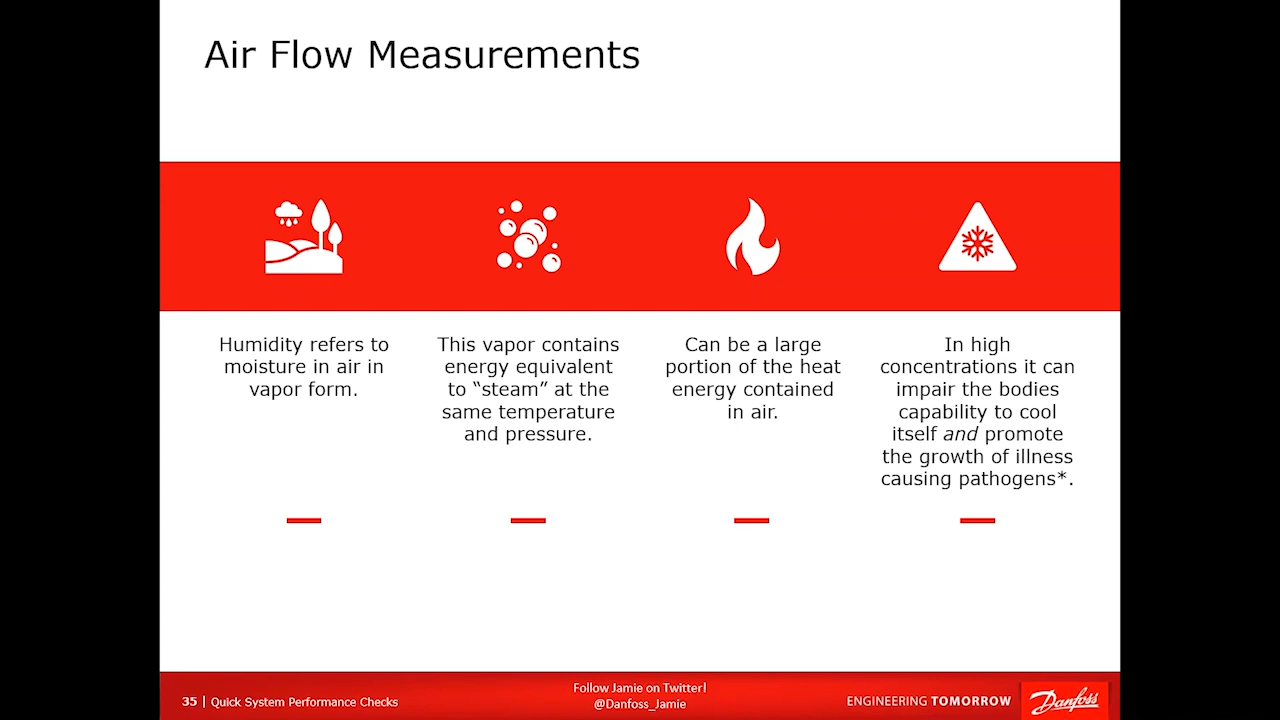 Air Flow Measurements
Humidity refers to
moisture in air in
vapor form.
This vapor contains
energy equivalent
to “steam” at the
same temperature
and pressure.
Can be a large
portion of the heat
energy contained
in air.
In high
concentrations it can
impair the bodies
capability to cool
itself and promote
the growth of illness
causing pathogens*.
35 | Quick System Performance Checks
Follow Jamie on Twitter!
@Danfoss_Jamie
ENGINEERING TOMORROW
Danfoss